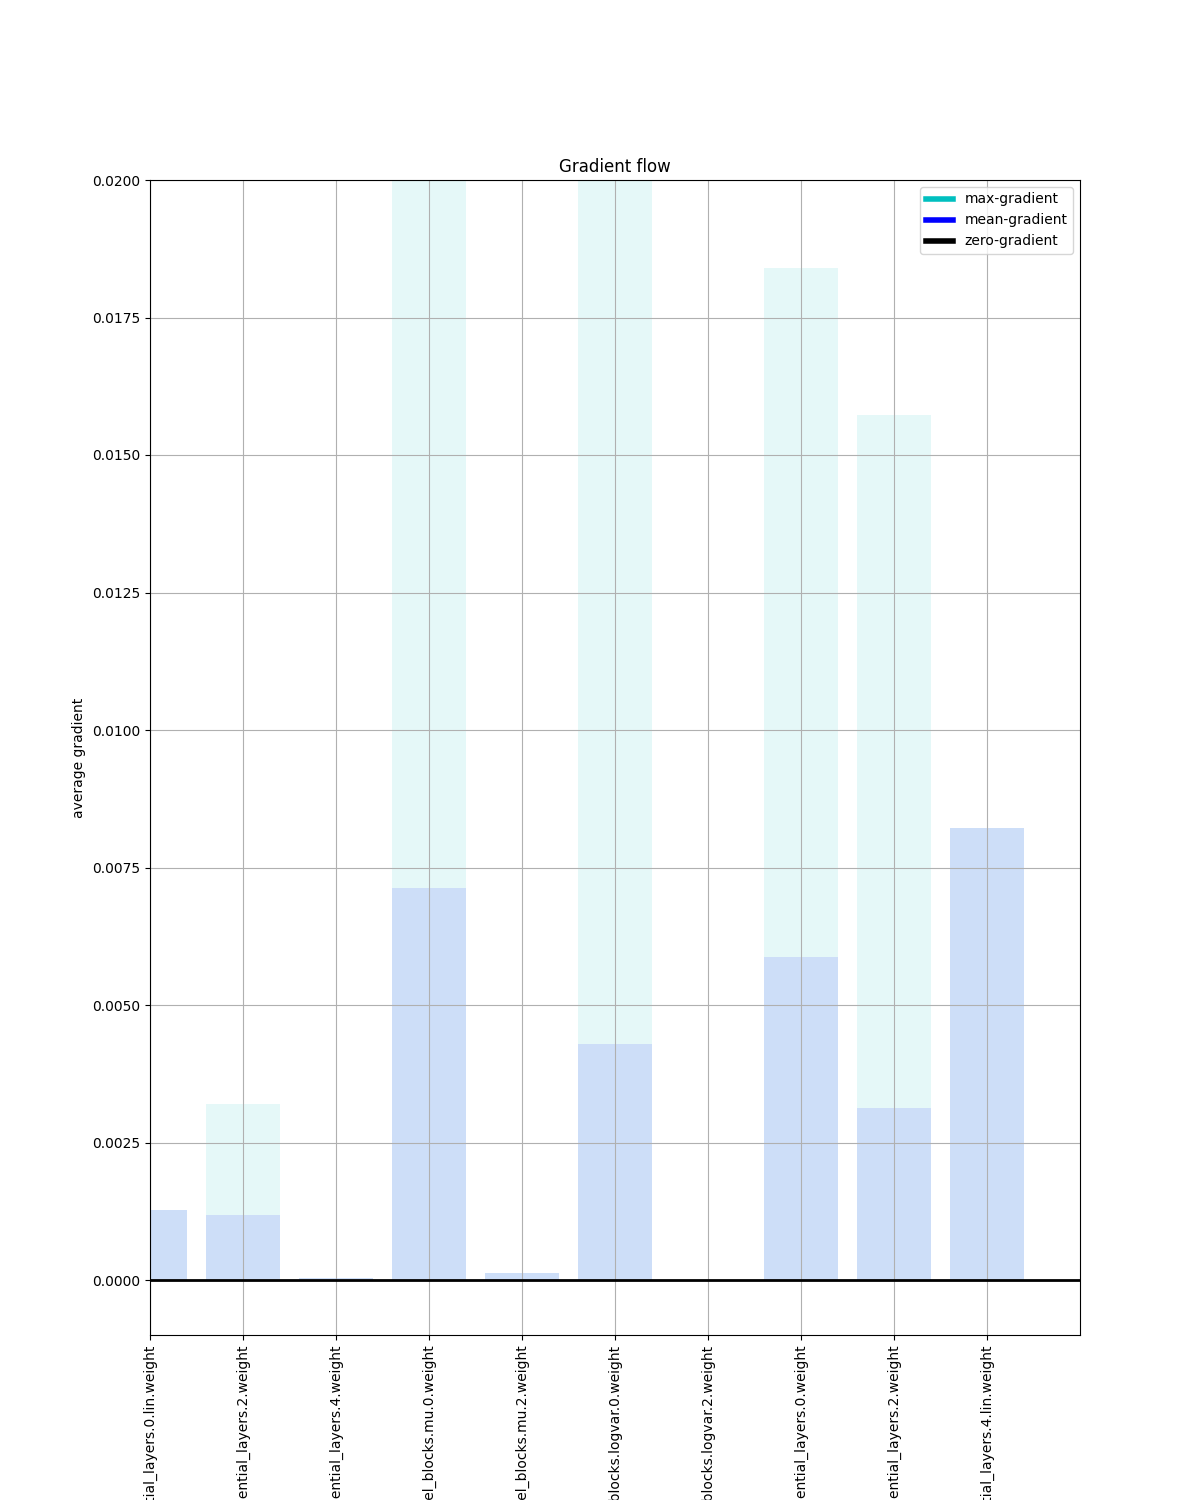 Gradient flow
max-gradient
mean-gradient
zero-gradient
0.0200
0.0175
0.0150
0.0125
0.0100
0.0075
0.0050
0.0025
0.0000
average gradient
tial_layers.0.lin.weight
ential_layers.2.weight
ential_layers.4.weight
el_blocks.mu.0.weight
el_blocks.mu.2.weight
blocks.logvar.0.weight
blocks.logvar.2.weight
ential_layers.0.weight
ential_layers.2.weight
tial_layers.4.lin.weight